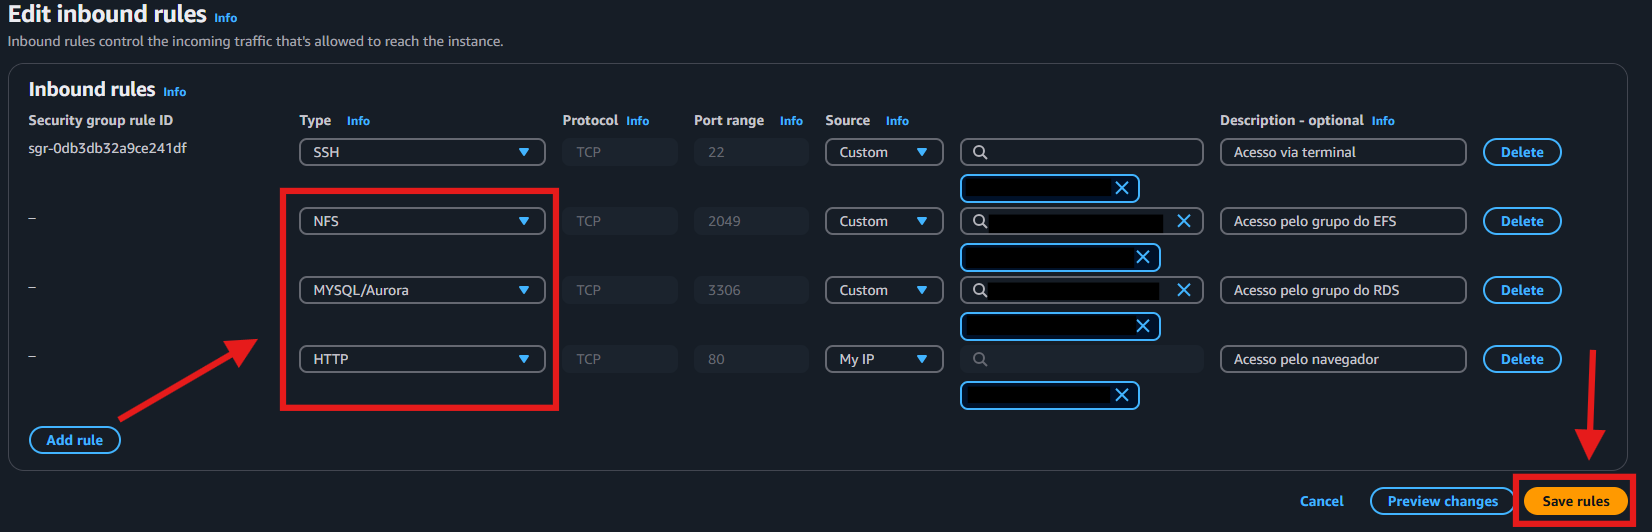 Edit inbound rules Info
Inbound rules control the incoming traffic that's allowed to reach the instance.
Inbound rules Info
Security group rule ID Type Info Protocol Info Port range Info Source Info Description - optional Info
sgr-0db3db32a9ce241df SSH TCP 22 Custom Acesso via terminal Delete
– NFS TCP 2049 Custom Acesso pelo grupo do EFS Delete
– MYSQL/Aurora TCP 3306 Custom Acesso pelo grupo do RDS Delete
– HTTP TCP 80 My IP Acesso pelo navegador Delete
Add rule
Cancel Preview changes Save rules